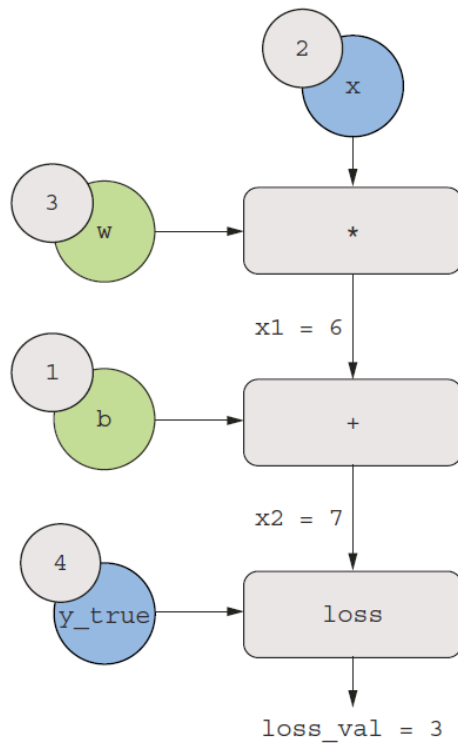 2
x
3
w
*
x1 = 6
1
b
+
x2 = 7
4
y_true
loss
loss_val = 3